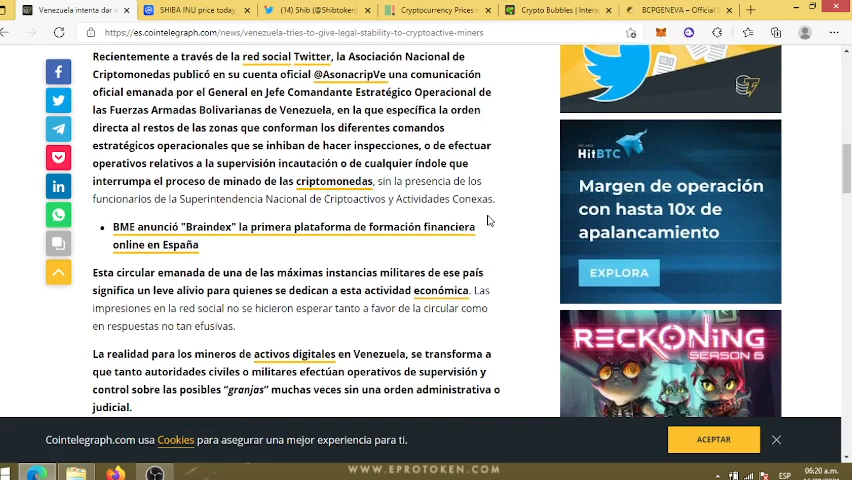 Venezuela intenta dar e
SHIBA INU price today
(14) Shib (@Shibtoken)
Cryptocurrency Prices
Crypto Bubbles | Intera
BCPGENEVA – Official S
https://es.cointelegraph.com/news/venezuela-tries-to-give-legal-stability-to-cryptoactive-miners
Recientemente a través de la red social Twitter, la Asociación Nacional de
Criptomonedas publicó en su cuenta oficial @AsonacripVe una comunicación
oficial emanada por el General en Jefe Comandante Estratégico Operacional de
las Fuerzas Armadas Bolivarianas de Venezuela, en la que específica la orden
directa al restos de las zonas que conforman los diferentes comandos
estratégicos operacionales que se inhiban de hacer inspecciones, o de efectuar
operativos relativos a la supervisión incautación o de cualquier índole que
interrumpa el proceso de minado de las criptomonedas, sin la presencia de los
funcionarios de la Superintendencia Nacional de Criptoactivos y Actividades Conexas.
BME anunció "Braindex" la primera plataforma de formación financiera
online en España
Esta circular emanada de una de las máximas instancias militares de ese país
significa un leve alivio para quienes se dedican a esta actividad económica. Las
impresiones en la red social no se hicieron esperar tanto a favor de la circular como
en respuestas no tan efusivas.
La realidad para los mineros de activos digitales en Venezuela, se transforma a
que tanto autoridades civiles o militares efectúan operativos de supervisión y
control sobre las posibles “granjas” muchas veces sin una orden administrativa o
judicial.
HitBTC
Margen de operación
con hasta 10x de
apalancamiento
EXPLORA
RECKONING
SEASON 6
Cointelegraph.com usa Cookies para asegurar una mejor experiencia para ti.
ACEPTAR
WWW.EPROTOKEN.COM
ESP
06:20 a.m.